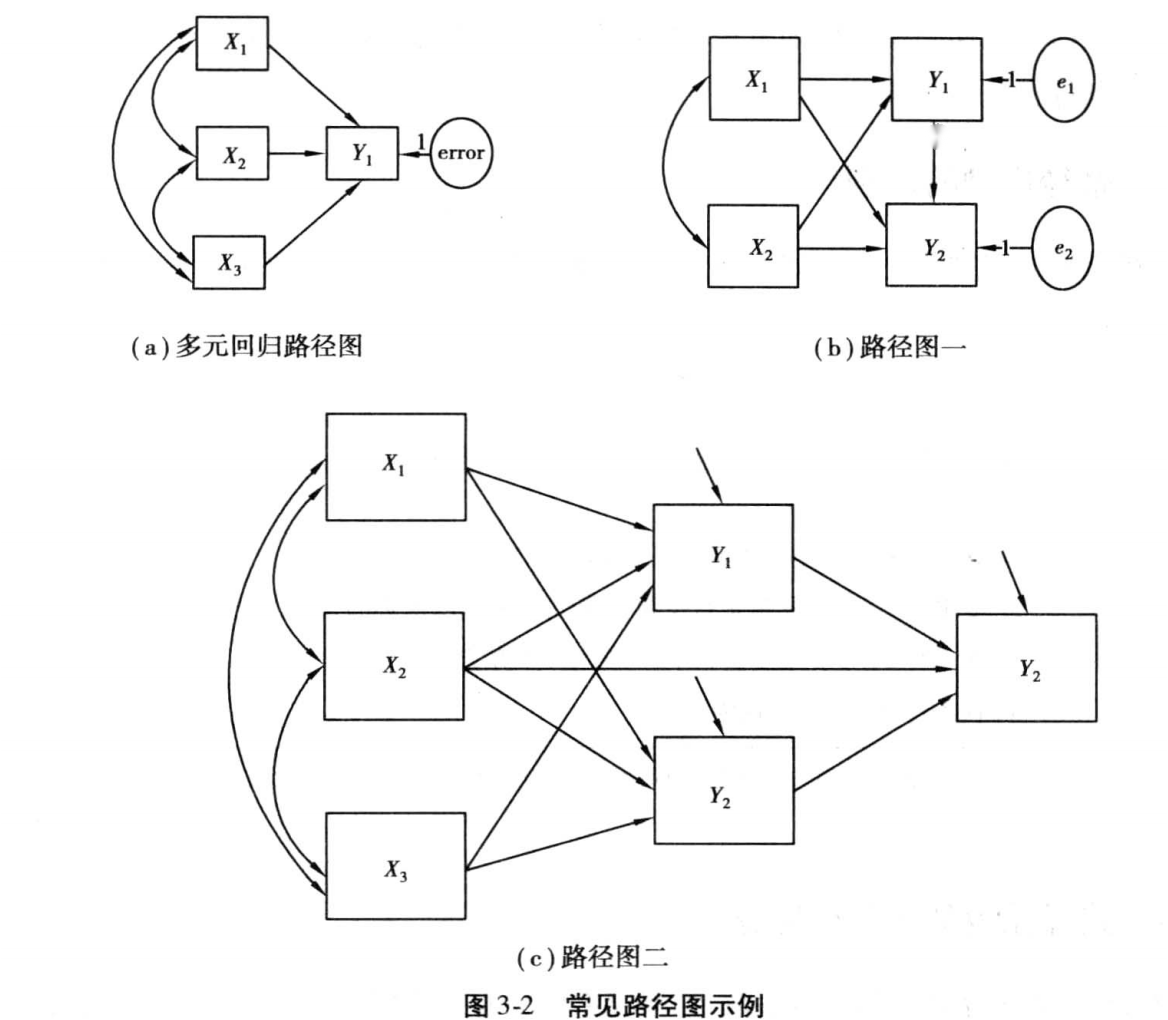 X₁
X₂
X₃
Y₁
1
error
(a)多元回归路径图
X₁
Y₁
1
e₁
X₂
Y₂
1
e₂
(b)路径图一
X₁
Y₁
X₂
Y₂
Y₂
X₃
(c)路径图二
图 3-2 常见路径图示例